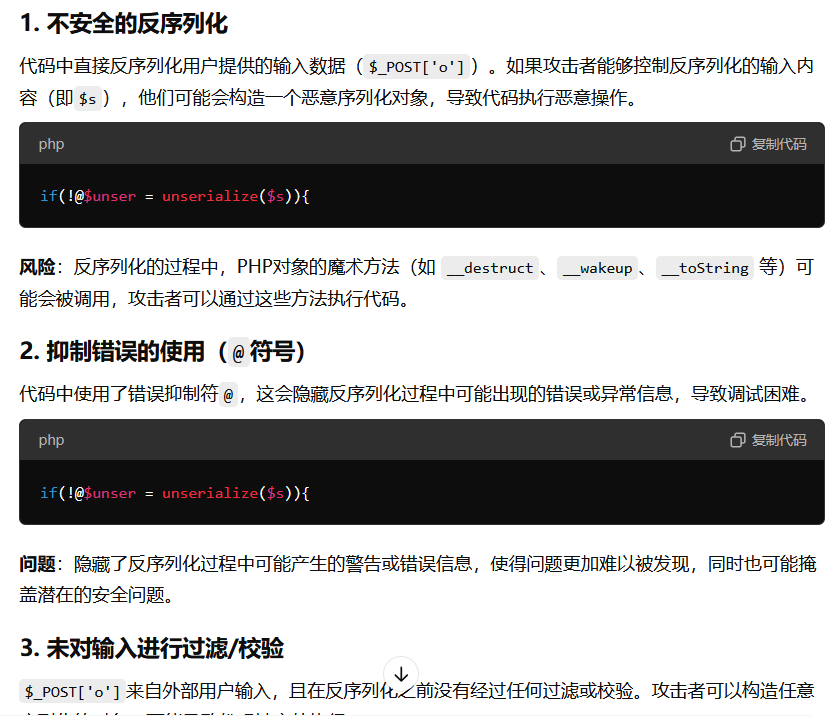 1. 不安全的反序列化
代码中直接反序列化用户提供的输入数据（$_POST['o']）。如果攻击者能够控制反序列化的输入内
容（即$s），他们可能会构造一个恶意序列化对象，导致代码执行恶意操作。
php 复制代码
if(!@$unser = unserialize($s)){
风险：反序列化的过程中，PHP对象的魔术方法（如 __destruct、__wakeup、__toString 等）可
能会被调用，攻击者可以通过这些方法执行代码。
2. 抑制错误的使用（@符号）
代码中使用了错误抑制符@，这会隐藏反序列化过程中可能出现的错误或异常信息，导致调试困难。
php 复制代码
if(!@$unser = unserialize($s)){
问题：隐藏了反序列化过程中可能产生的警告或错误信息，使得问题更加难以被发现，同时也可能掩
盖潜在的安全问题。
3. 未对输入进行过滤/校验
$_POST['o']来自外部用户输入，且在反序列化之前没有经过任何过滤或校验。攻击者可以构造任意